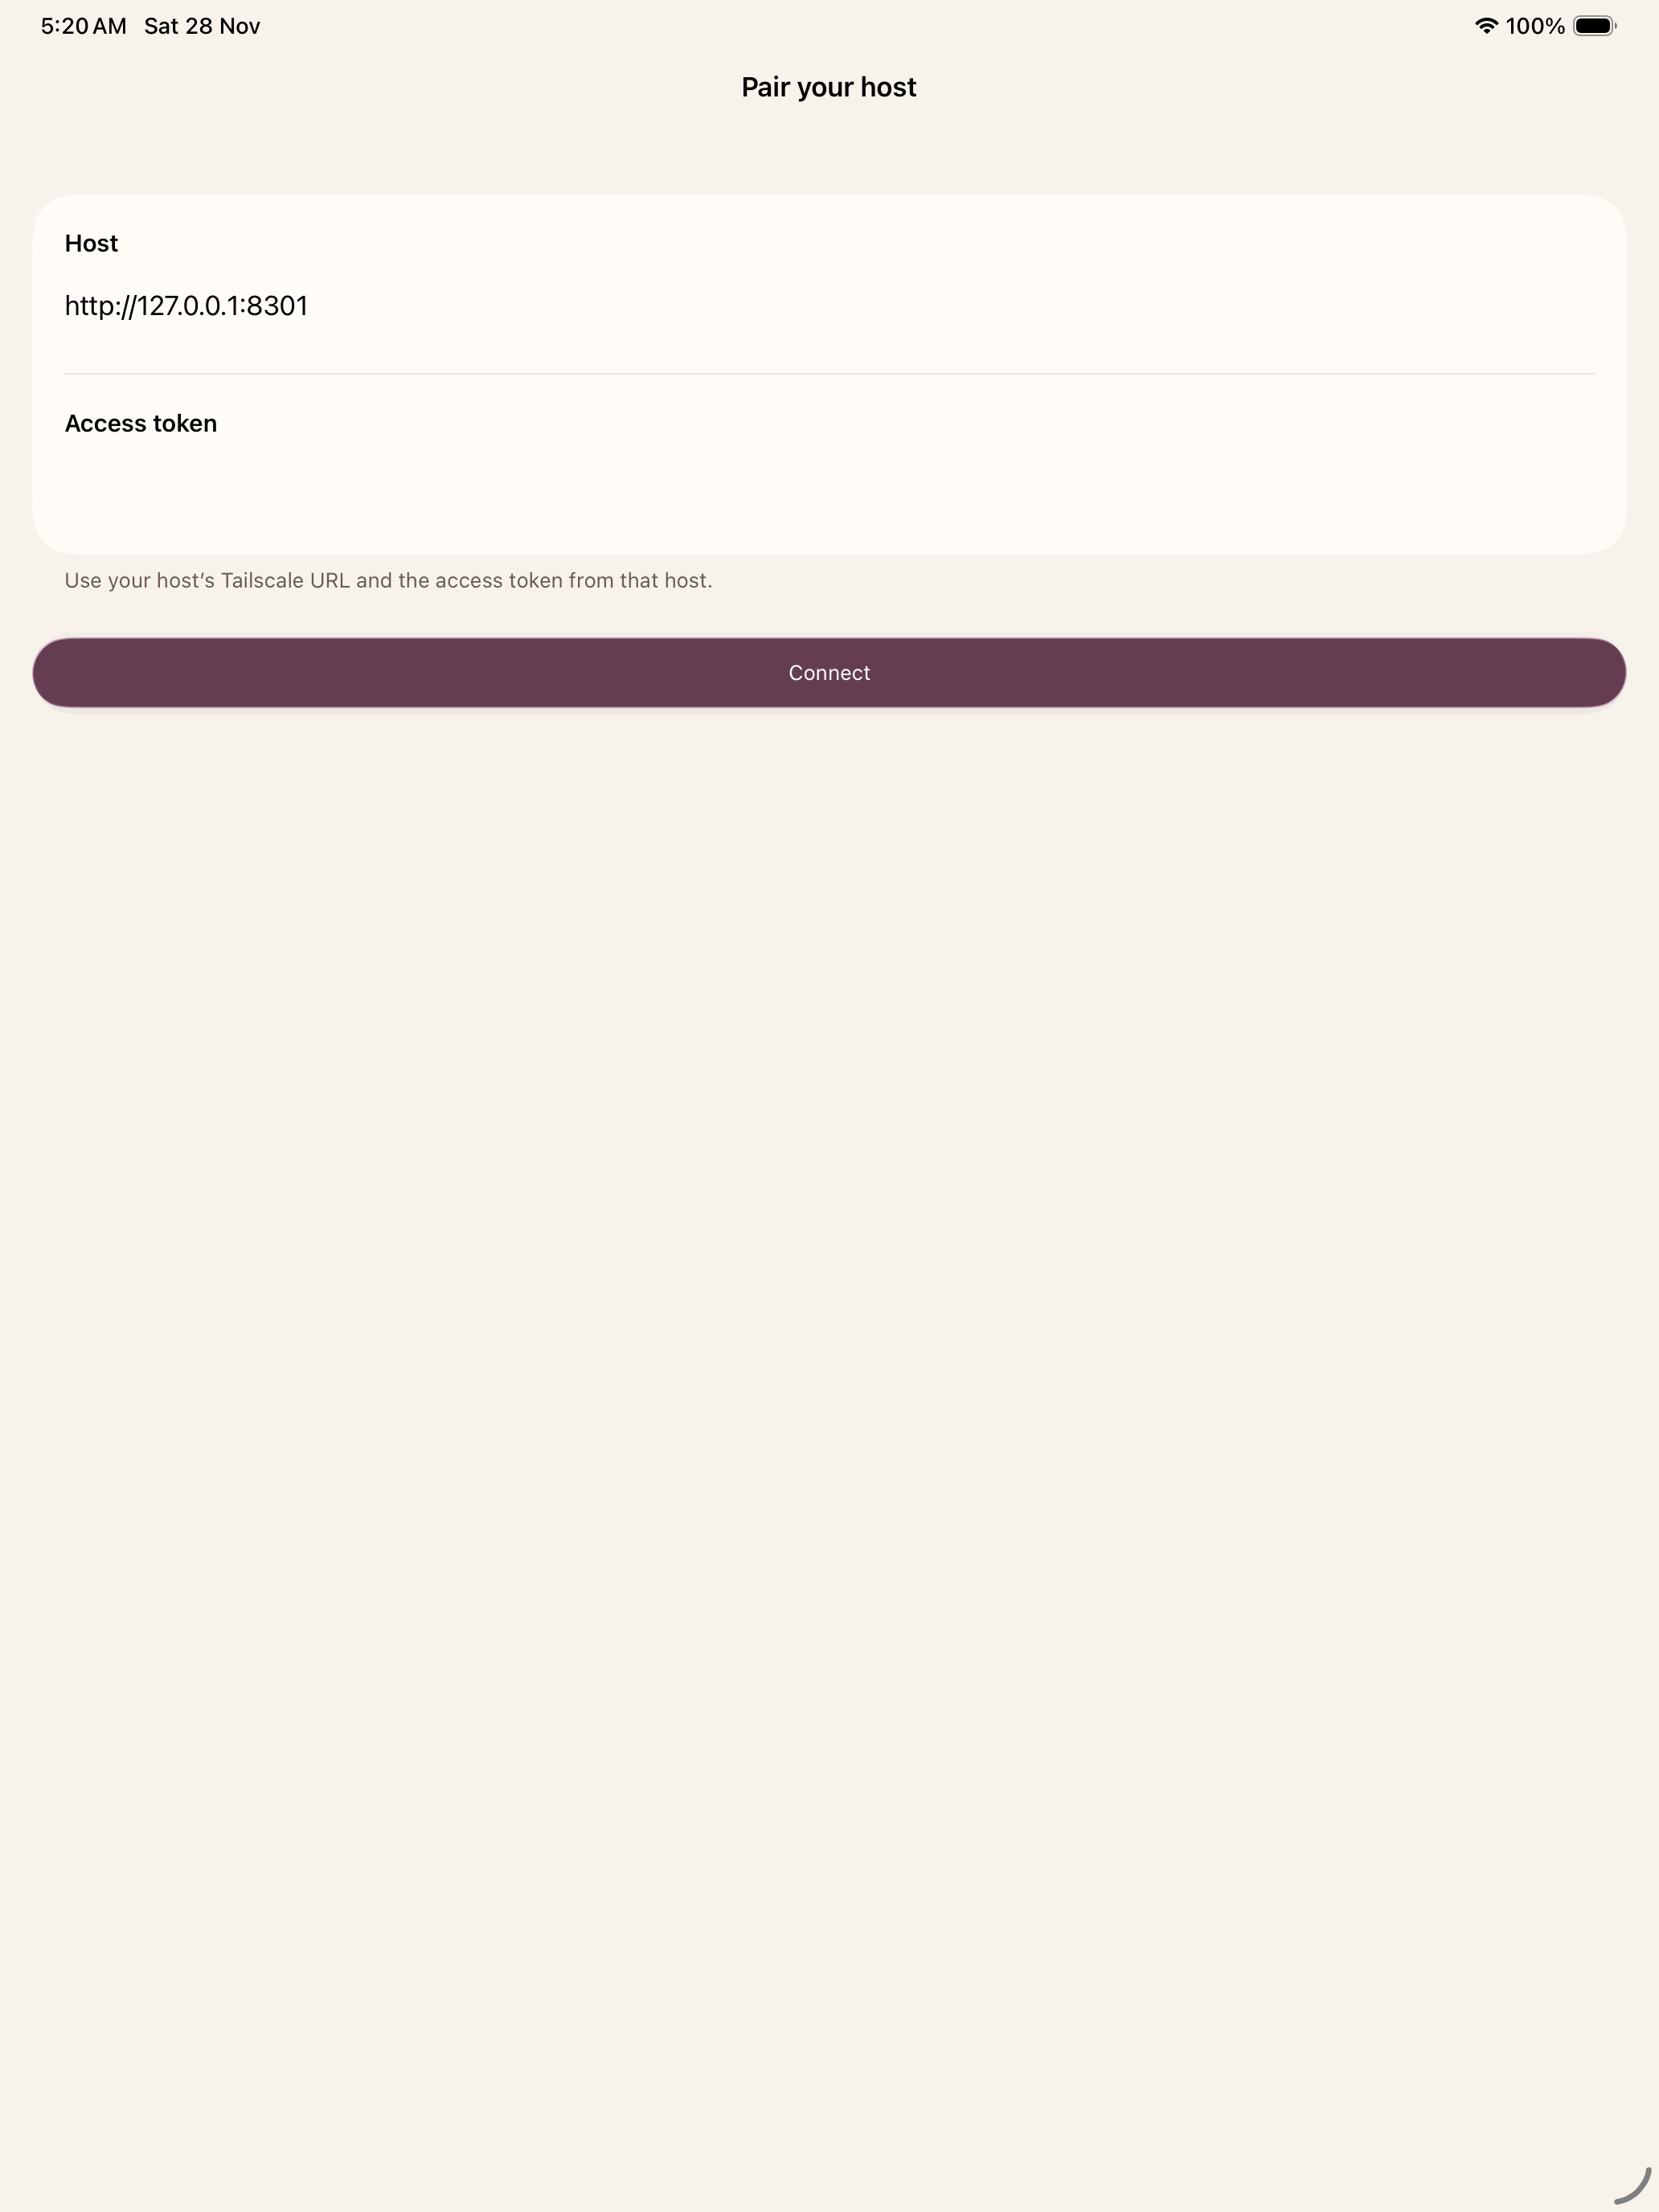 5:20 AM Sat 28 Nov
100%
Pair your host
Host
http://127.0.0.1:8301
Access token
Use your host’s Tailscale URL and the access token from that host.
Connect